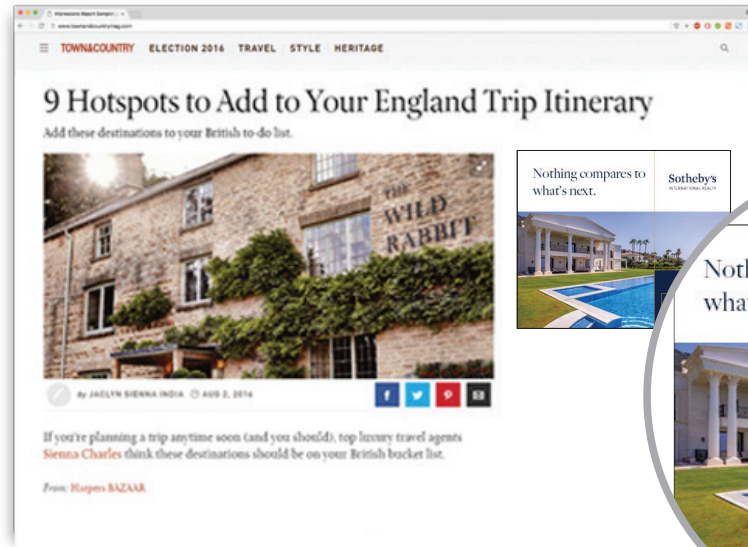 www.townandcountrymag.com
TOWN&COUNTRY ELECTION 2016 TRAVEL STYLE HERITAGE
9 Hotspots to Add to Your England Trip Itinerary
Add these destinations to your British to-do list.
THE
WILD
RABBIT
By JACLYN SIENNA INDIA AUG 2, 2016
If you're planning a trip anytime soon (and you should), top luxury travel agents
Sienna Charles think these destinations should be on your British bucket list.
From: Harpers BAZAAR
Nothing compares to
what's next.
Sotheby's
INTERNATIONAL REALTY